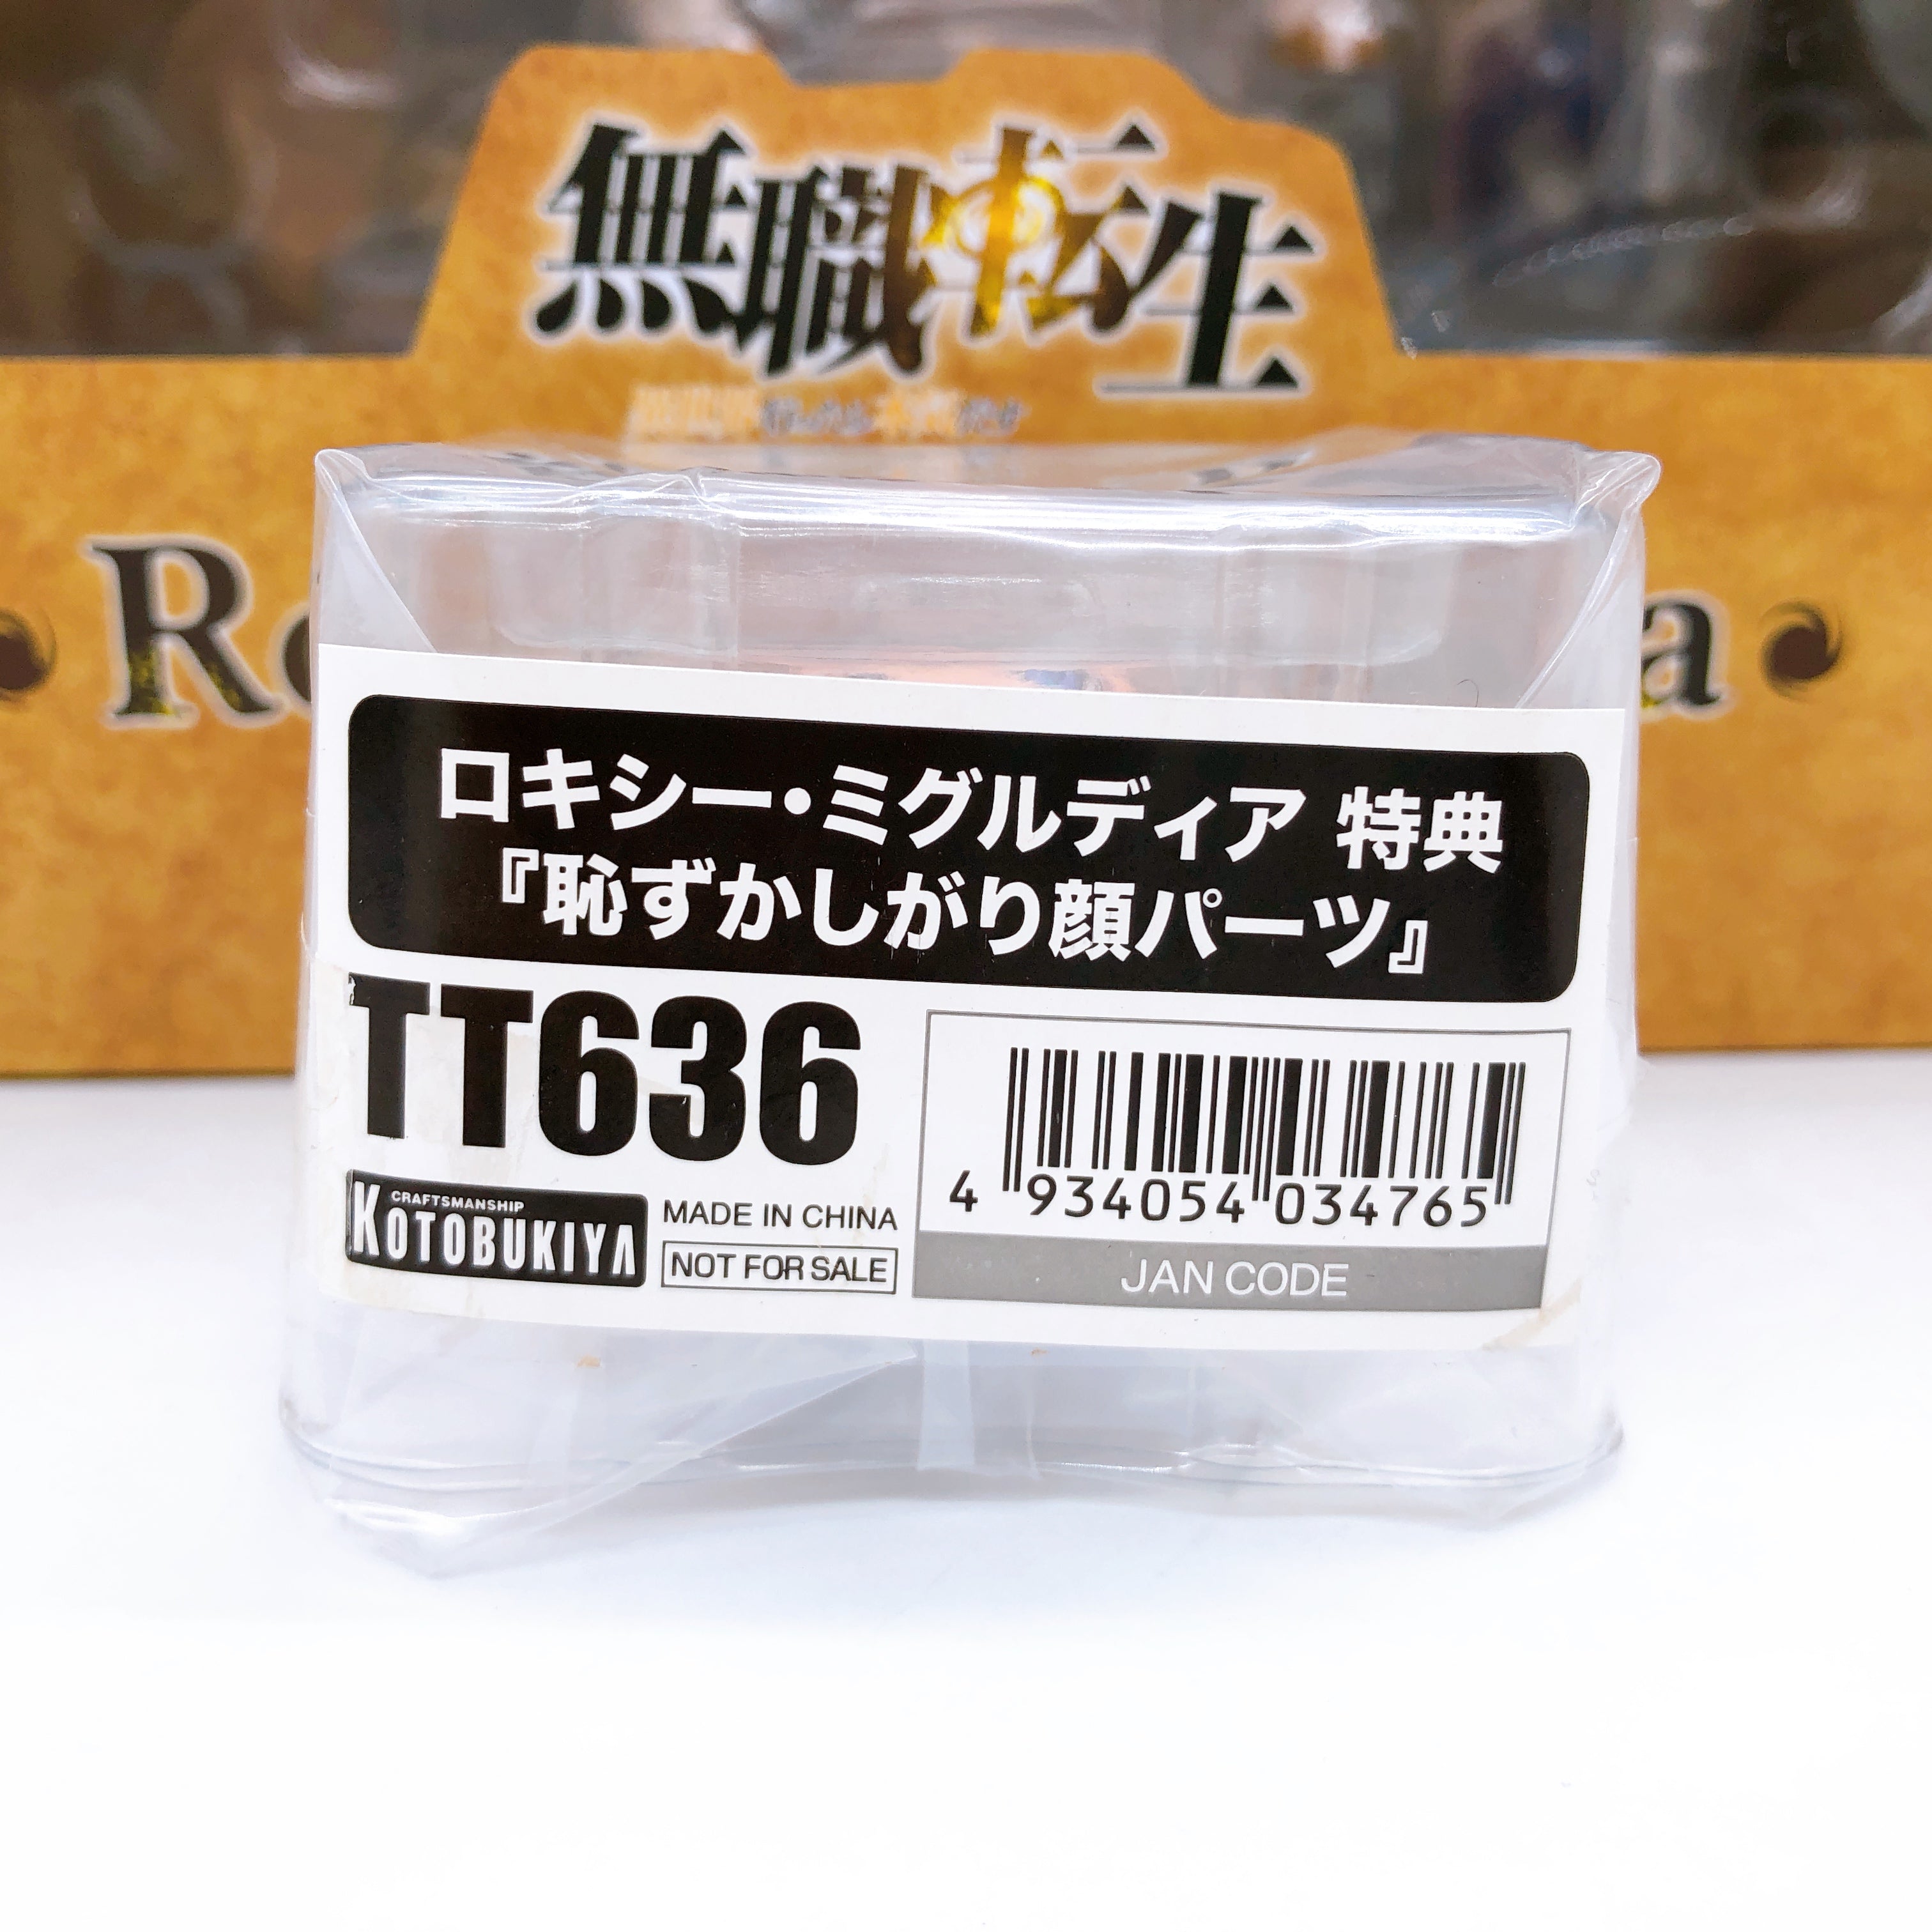 無職転生
ロキシー・ミグルディア 特典
『恥ずかしがり顔パーツ』
TT636
CRAFTSMANSHIP
KOTOBUKIYA
MADE IN CHINA
NOT FOR SALE
4 934054 034765
JAN CODE